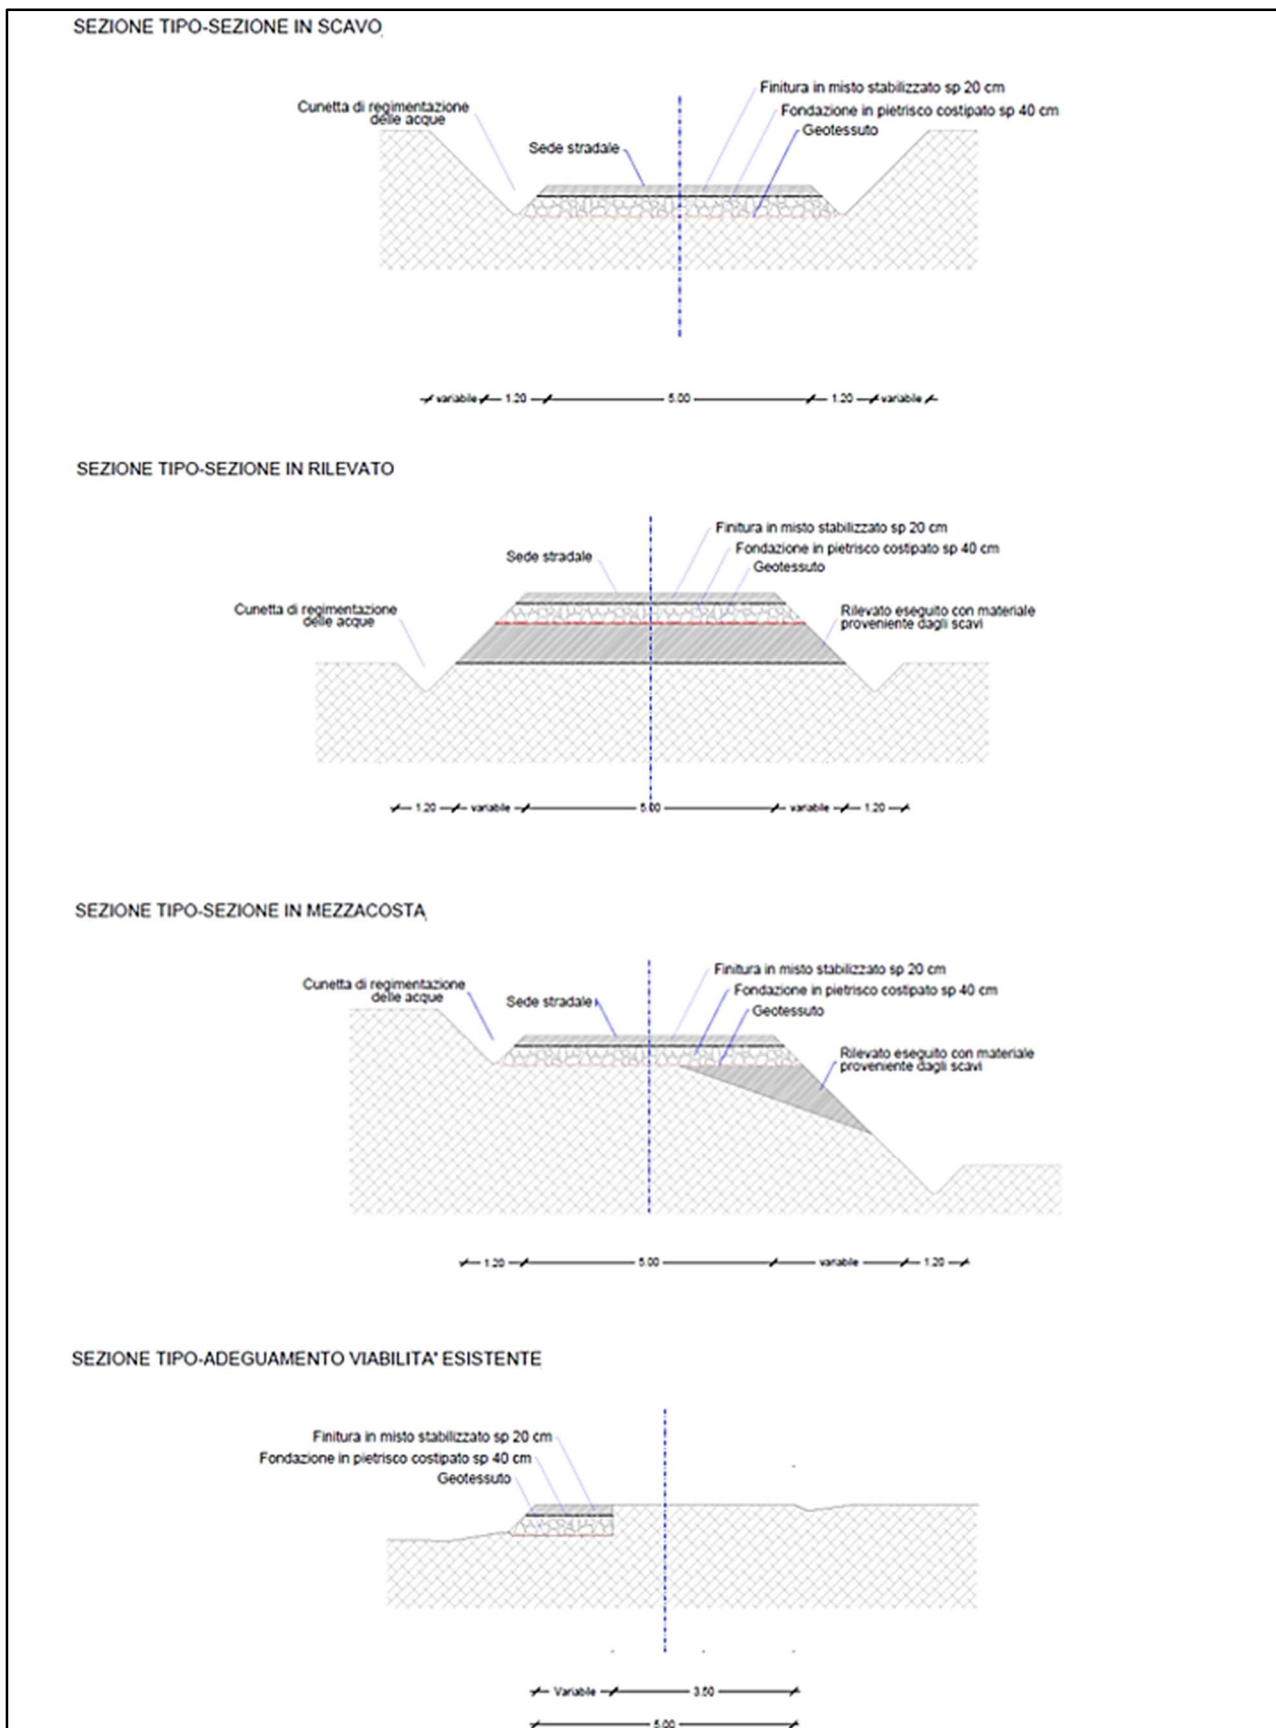 SEZIONE TIPO-SEZIONE IN SCAVO
Finitura in misto stabilizzato sp 20 cm
Cunetta di regimentazione
delle acque
Fondazione in pietrisco costipato sp 40 cm
Geotessuto
Sede stradale
variabile 1.20 5.00 1.20 variabile
SEZIONE TIPO-SEZIONE IN RILEVATO
Finitura in misto stabilizzato sp 20 cm
Fondazione in pietrisco costipato sp 40 cm
Sede stradale
Geotessuto
Cunetta di regimentazione
delle acque
Rilevato eseguito con materiale
proveniente dagli scavi
1.20 variabile 5.00 variabile 1.20
SEZIONE TIPO-SEZIONE IN MEZZACOSTA
Finitura in misto stabilizzato sp 20 cm
Cunetta di regimentazione
delle acque
Fondazione in pietrisco costipato sp 40 cm
Sede stradale
Geotessuto
Rilevato eseguito con materiale
proveniente dagli scavi
1.20 5.00 variabile 1.20
SEZIONE TIPO-ADEGUAMENTO VIABILITA' ESISTENTE
Finitura in misto stabilizzato sp 20 cm
Fondazione in pietrisco costipato sp 40 cm
Geotessuto
Variabile 3.50
5.00